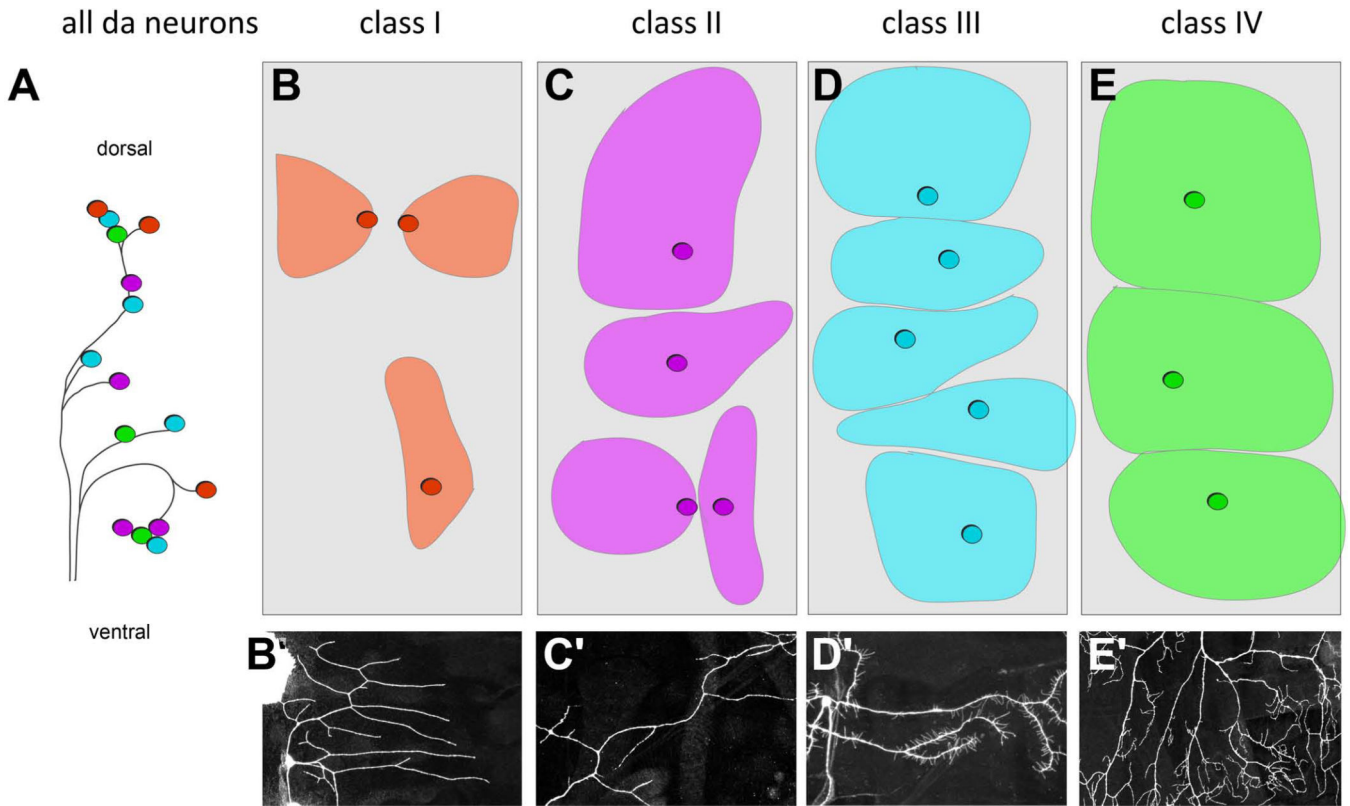 all da neurons class I class II class III class IV
A B C D E
dorsal
ventral
B' C' D' E'